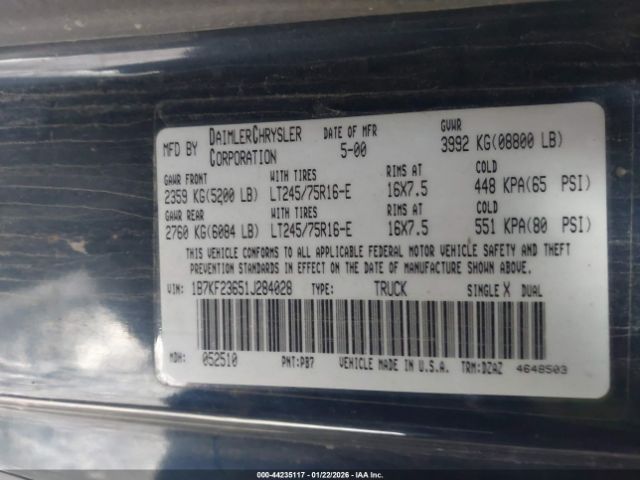 MFD BY DAIMLERCHRYSLER CORPORATION DATE OF MFR 5-00 GVWR 3992 KG(08800 LB)
GAWR FRONT WITH TIRES RIMS AT COLD
2359 KG(5200 LB) LT245/75R16-E 16X7.5 448 KPA(65 PSI)
GAWR REAR WITH TIRES RIMS AT COLD
2760 KG(6084 LB) LT245/75R16-E 16X7.5 551 KPA(80 PSI)
THIS VEHICLE CONFORMS TO ALL APPLICABLE FEDERAL MOTOR VEHICLE SAFETY AND THEFT
PREVENTION STANDARDS IN EFFECT ON THE DATE OF MANUFACTURE SHOWN ABOVE.
VIN: 1B7KF23651J284028 TYPE: TRUCK SINGLE X DUAL
MDH: 052510 PNT:PB7 VEHICLE MADE IN U.S.A. TRM:DZAZ 4648503
000-44235117 - 01/22/2026 - IAA Inc.